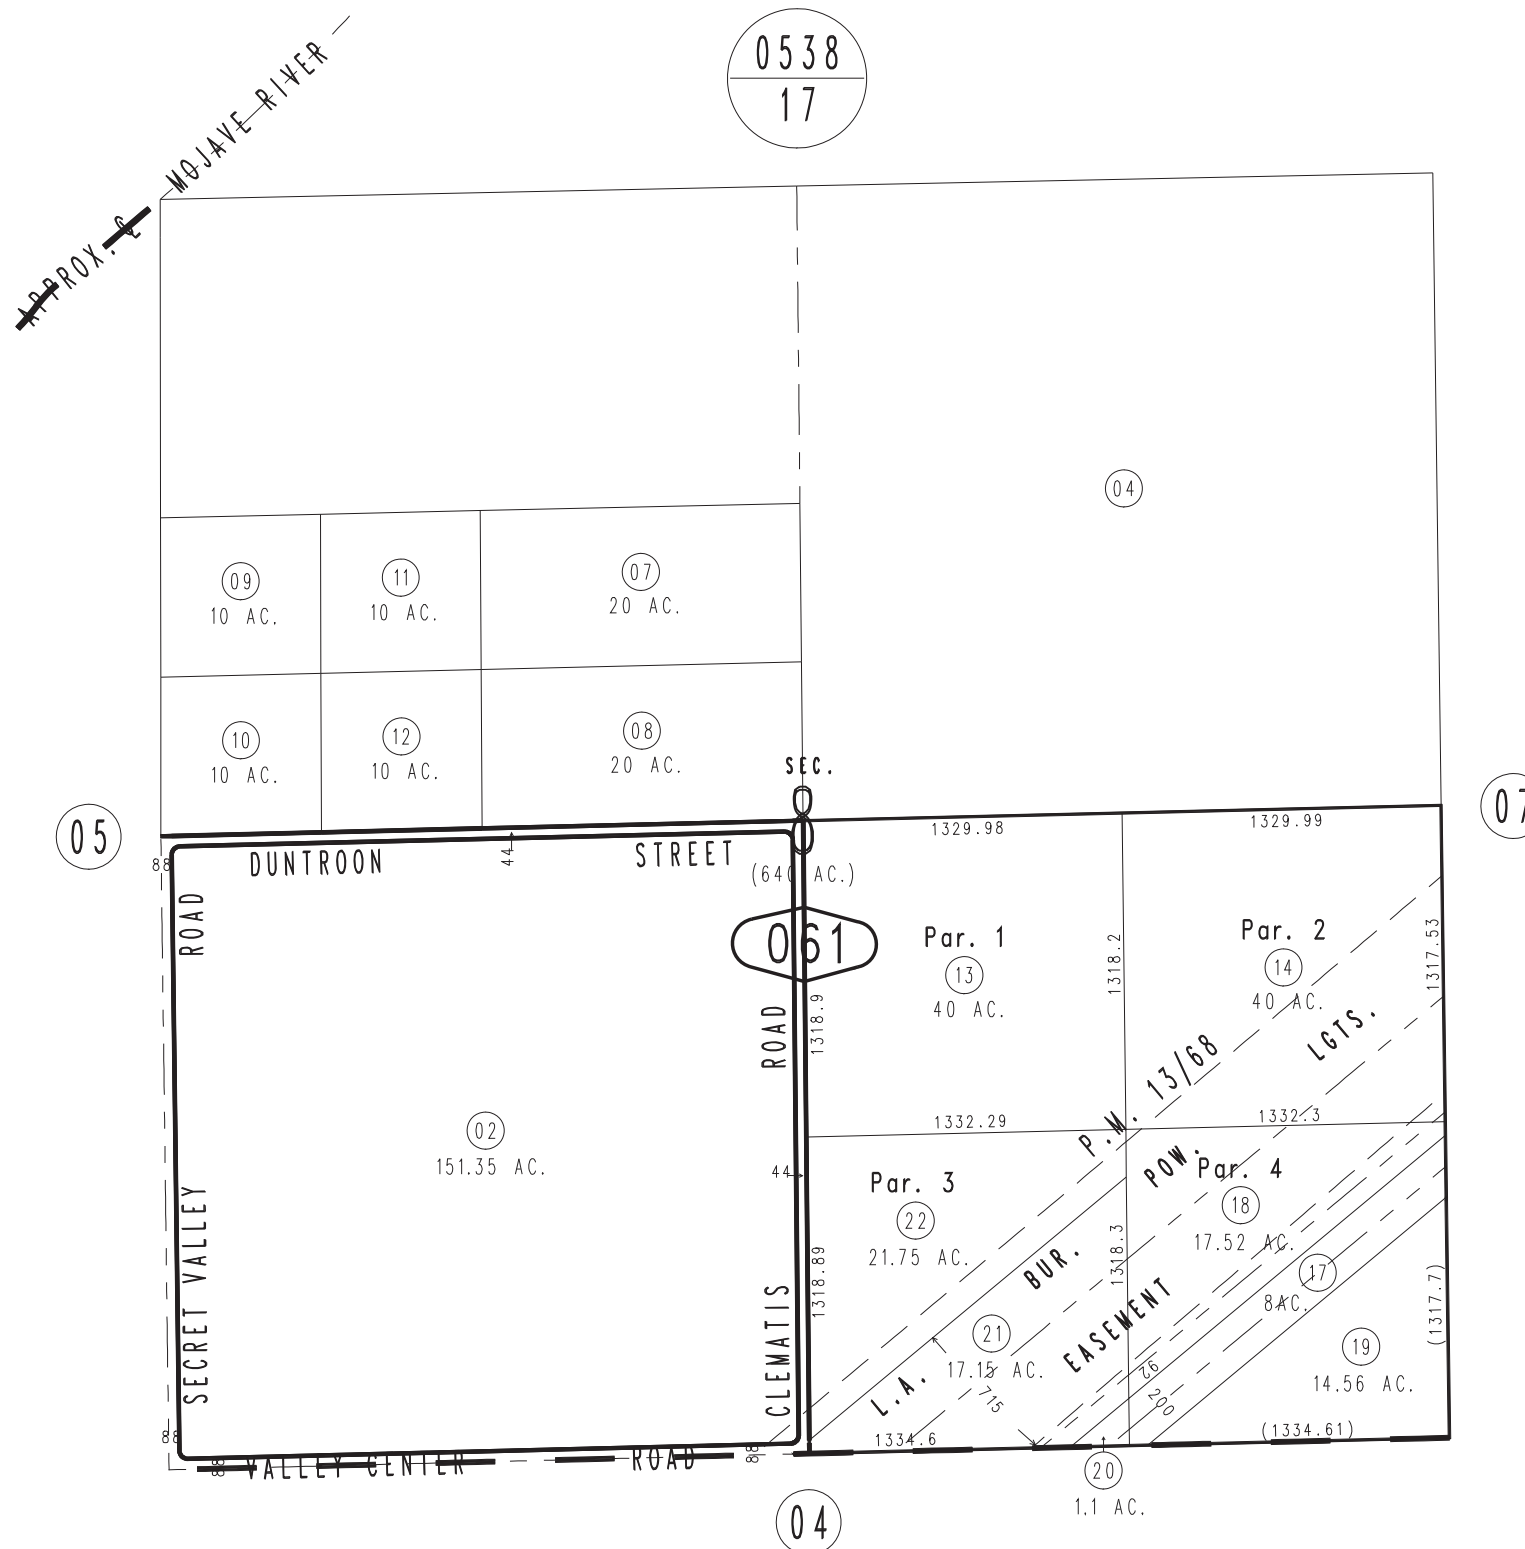 0538
17
MOJAVE RIVER
APPROX. ℄
04
09
10 AC.
11
10 AC.
07
20 AC.
10
10 AC.
12
10 AC.
08
20 AC.
SEC.
8
05
07
1329.98
1329.99
88
DUNTROON STREET
44
(640 AC.)
061
ROAD
SECRET VALLEY
ROAD
CLEMATIS
02
151.35 AC.
Par. 1
13
40 AC.
Par. 2
14
40 AC.
1318.9
1318.2
1317.53
P.M. 13/68
1332.29
1332.3
44
Par. 3
22
21.75 AC.
Par. 4
18
17.52 AC.
17
8 AC.
1318.89
1318.3
(1317.7)
L.A. BUR. POW. LGTS.
EASEMENT
21
17.15 AC.
715
92
200
19
14.56 AC.
88
88
VALLEY CENTER ROAD
88
1334.6
(1334.61)
20
1.1 AC.
04